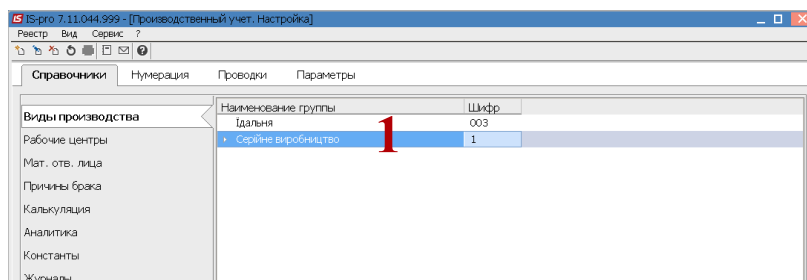 IS-pro 7.11.044.999 - [Производственный учет. Настройка]
Реестр Вид Сервис ?
Справочники Нумерация Проводки Параметры
Виды производства
Рабочие центры
Мат. отв. лица
Причины брака
Калькуляция
Аналитика
Константы
Журналы
Наименование группы Шифр
Їдальня 003
Серійне виробництво 1
1